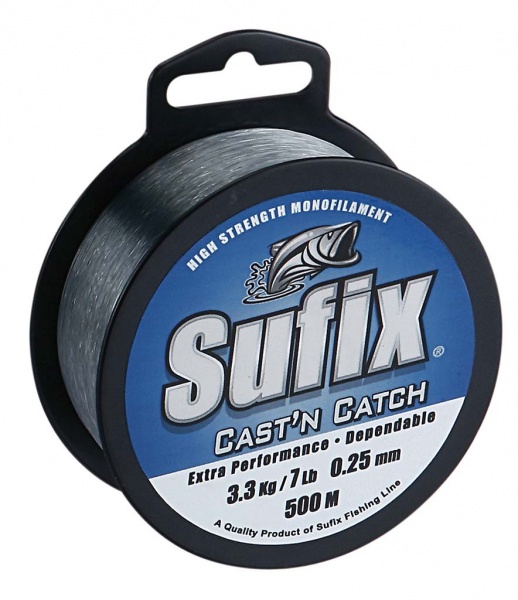 HIGH STRENGTH MONOFILAMENT
Sufix®
CAST'N CATCH
Extra Performance • Dependable
3.3 Kg / 7 Lb 0.25 mm
500 M
A Quality Product of Sufix Fishing Line